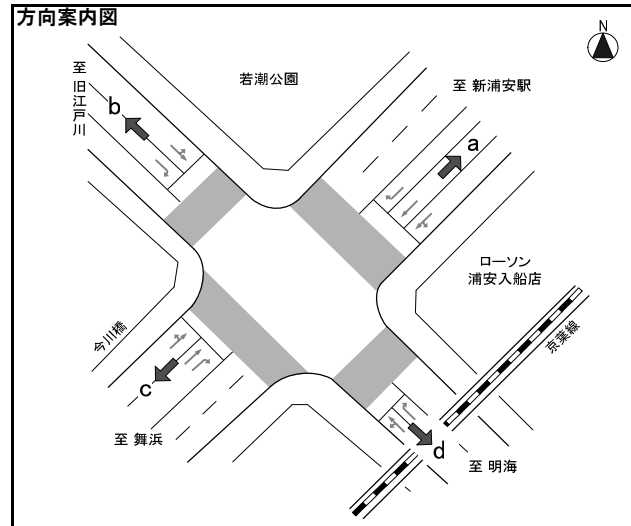 方向案内図
N
若潮公園
至 旧江戸川
b
至 新浦安駅
a
ローソン
浦安入船店
京葉線
今川橋
c
至 舞浜
d
至 明海